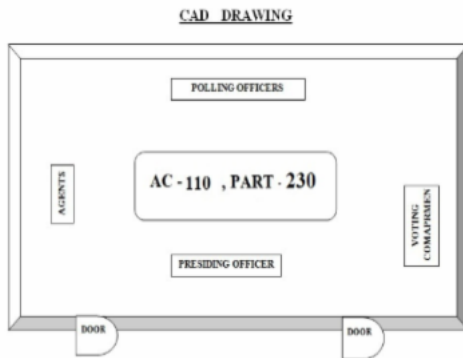 CAD DRAWING
POLLING OFFICERS
AC - 110 , PART - 230
AGENTS
VOTING
COMAPRMEN
PRESIDING OFFICER
DOOR
DOOR